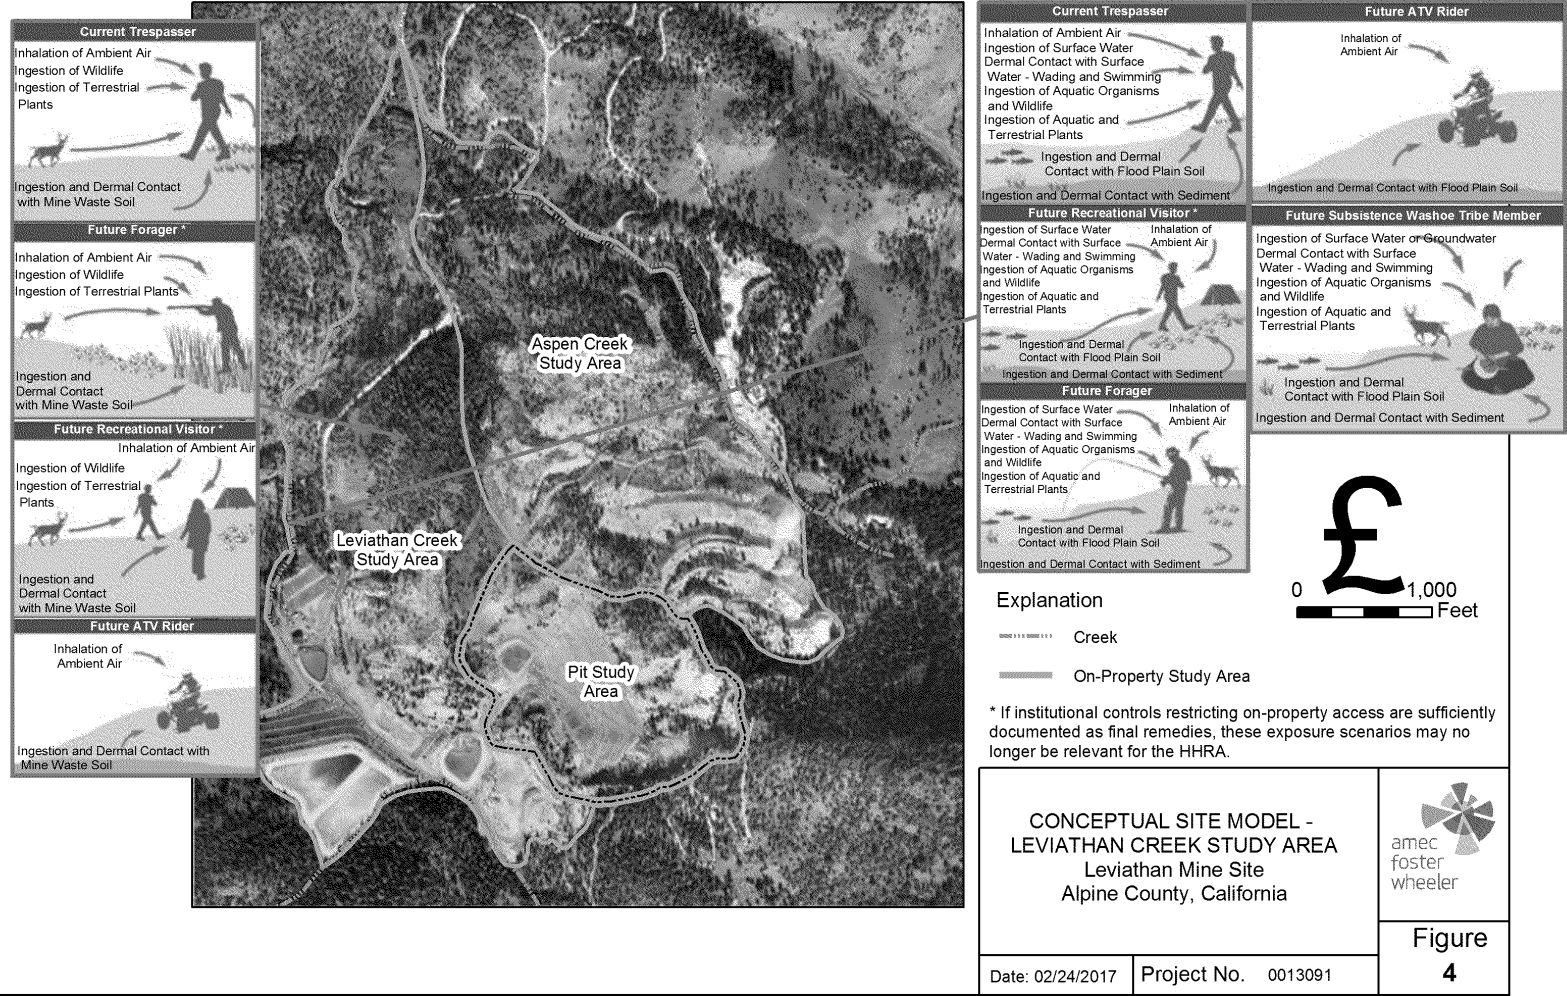 Current Trespasser
Inhalation of Ambient Air
Ingestion of Wildlife
Ingestion of Terrestrial
Plants
Ingestion and Dermal Contact
with Mine Waste Soil
Future Forager *
Inhalation of Ambient Air
Ingestion of Wildlife
Ingestion of Terrestrial Plants
Ingestion and
Dermal Contact
with Mine Waste Soil
Future Recreational Visitor *
Inhalation of Ambient Air
Ingestion of Wildlife
Ingestion of Terrestrial
Plants
Ingestion and
Dermal Contact
with Mine Waste Soil
Future ATV Rider
Inhalation of
Ambient Air
Ingestion and Dermal Contact with
Mine Waste Soil
Aspen Creek
Study Area
Leviathan Creek
Study Area
Pit Study
Area
Current Trespasser
Inhalation of Ambient Air
Ingestion of Surface Water
Dermal Contact with Surface
Water - Wading and Swimming
Ingestion of Aquatic Organisms
and Wildlife
Ingestion of Aquatic and
Terrestrial Plants
Ingestion and Dermal
Contact with Flood Plain Soil
Ingestion and Dermal Contact with Sediment
Future Recreational Visitor *
Ingestion of Surface Water
Dermal Contact with Surface
Water - Wading and Swimming
Ingestion of Aquatic Organisms
and Wildlife
Ingestion of Aquatic and
Terrestrial Plants
Inhalation of
Ambient Air
Ingestion and Dermal
Contact with Flood Plain Soil
Ingestion and Dermal Contact with Sediment
Future Forager
Ingestion of Surface Water
Dermal Contact with Surface
Water - Wading and Swimming
Ingestion of Aquatic Organisms
and Wildlife
Ingestion of Aquatic and
Terrestrial Plants
Inhalation of
Ambient Air
Ingestion and Dermal
Contact with Flood Plain Soil
Ingestion and Dermal Contact with Sediment
Future ATV Rider
Inhalation of
Ambient Air
Ingestion and Dermal Contact with Flood Plain Soil
Future Subsistence Washoe Tribe Member
Ingestion of Surface Water or Groundwater
Dermal Contact with Surface
Water - Wading and Swimming
Ingestion of Aquatic Organisms
and Wildlife
Ingestion of Aquatic and
Terrestrial Plants
Ingestion and Dermal
Contact with Flood Plain Soil
Ingestion and Dermal Contact with Sediment
£
0 1,000
Feet
Explanation
Creek
On-Property Study Area
* If institutional controls restricting on-property access are sufficiently
documented as final remedies, these exposure scenarios may no
longer be relevant for the HHRA.
CONCEPTUAL SITE MODEL -
LEVIATHAN CREEK STUDY AREA
Leviathan Mine Site
Alpine County, California
amec
foster
wheeler
Date: 02/24/2017
Project No. 0013091
Figure
4